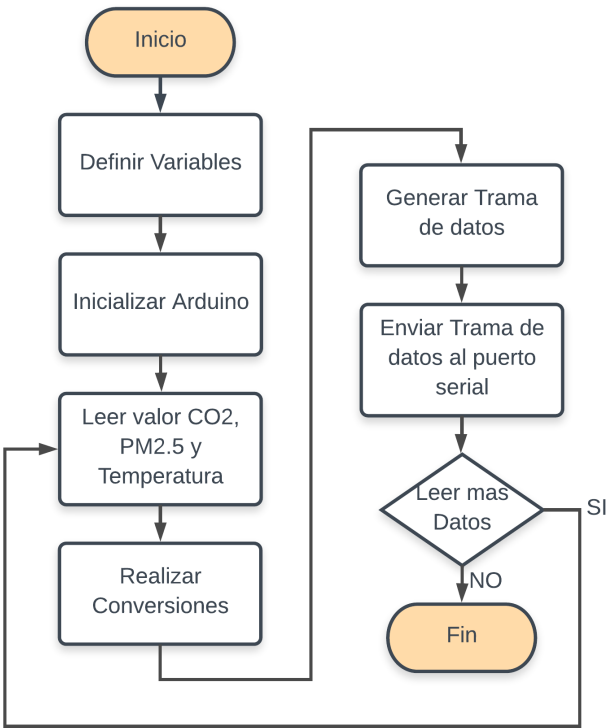 Inicio
Definir Variables
Inicializar Arduino
Leer valor CO2,
PM2.5 y
Temperatura
Realizar
Conversiones
Generar Trama
de datos
Enviar Trama de
datos al puerto
serial
Leer mas
Datos
SI
NO
Fin